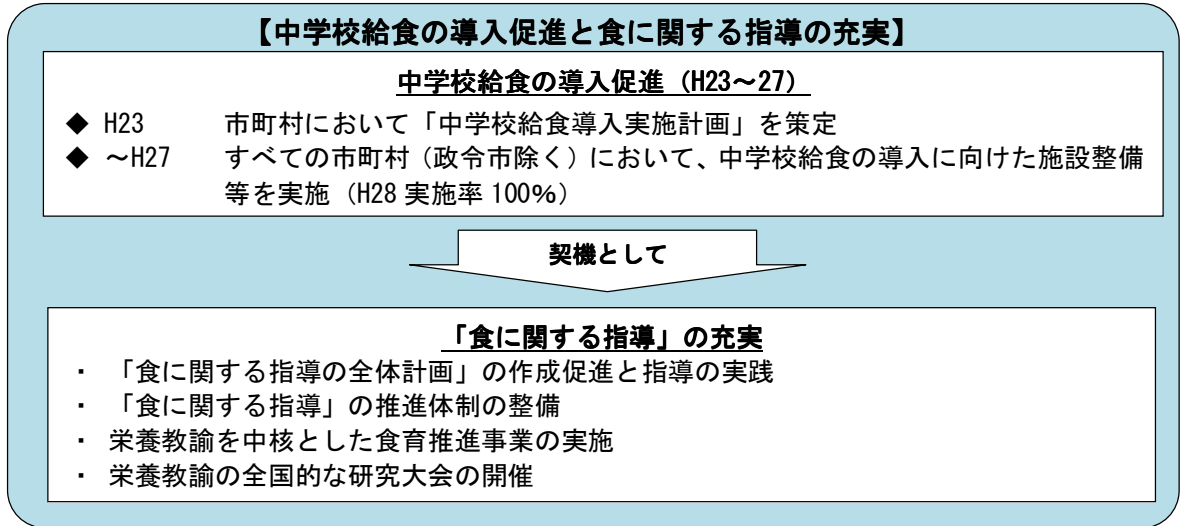 【中学校給食の導入促進と食に関する指導の充実】
中学校給食の導入促進（H23～27）
◆ H23 市町村において「中学校給食導入実施計画」を策定
◆ ～H27 すべての市町村（政令市除く）において、中学校給食の導入に向けた施設整備
等を実施（H28 実施率 100％）
契機として
「食に関する指導」の充実
・ 「食に関する指導の全体計画」の作成促進と指導の実践
・ 「食に関する指導」の推進体制の整備
・ 栄養教諭を中核とした食育推進事業の実施
・ 栄養教諭の全国的な研究大会の開催